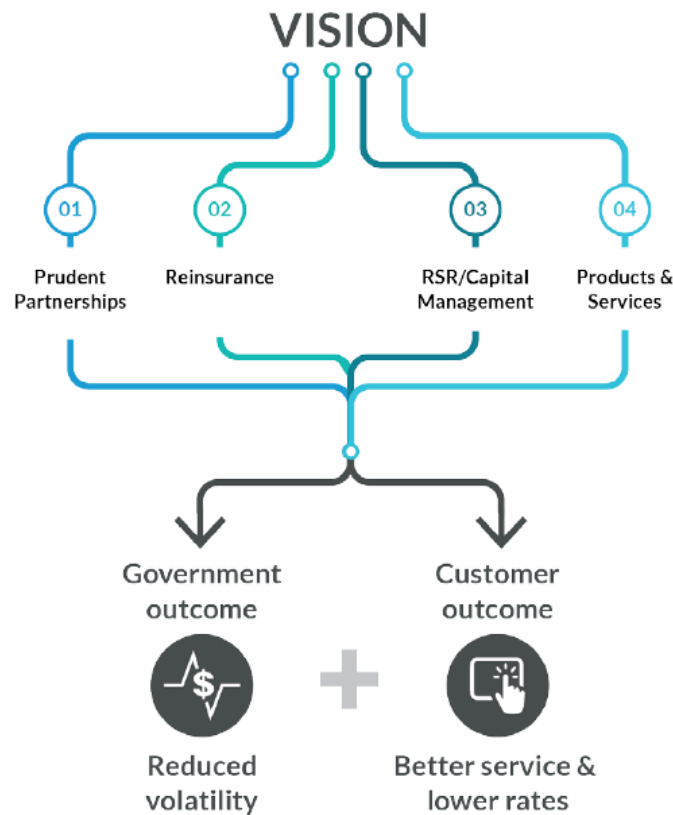 VISION
01
02
03
04
Prudent
Partnerships
Reinsurance
RSR/Capital
Management
Products &
Services
Government
outcome
Customer
outcome
$
Reduced
volatility
Better service &
lower rates